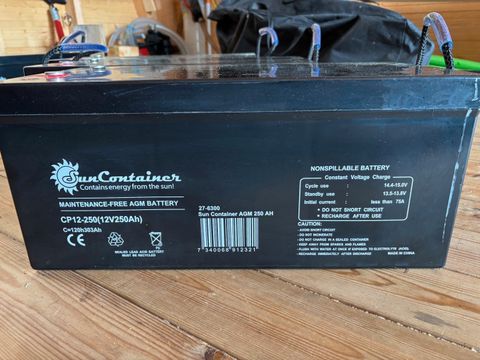 SunContainer
Contains energy from the sun!
MAINTENANCE-FREE AGM BATTERY
CP12-250(12V250Ah)
C=120h303Ah
CE
Pb
SEALED LEAD AGM BATTERY
MUST BE RECYCLED
27-6300
Sun Container AGM 250 AH
7 340068 912321
NONSPILLABLE BATTERY
Constant Voltage Charge
Cycle use : 14.4-15.0V
Standby use : 13.5-13.8V
Initial current : less than 75A
• DO NOT SHORT CIRCUIT
• RECHARGE AFTER USE
CAUTION:
- AVOID SHORT CIRCUIT
- DO NOT INCINERATE
- DO NOT CHARGE IN A SEALED CONTAINER
- KEEP AWAY FROM SPARKS AND FLAMES
- FLUSH WITH WATER AT ONCE IF EXPOSED TO ELECTROLYTE (ACID)
- RECHARGE IMMEDIATELY AFTER DISCHARGE
MADE IN CHINA